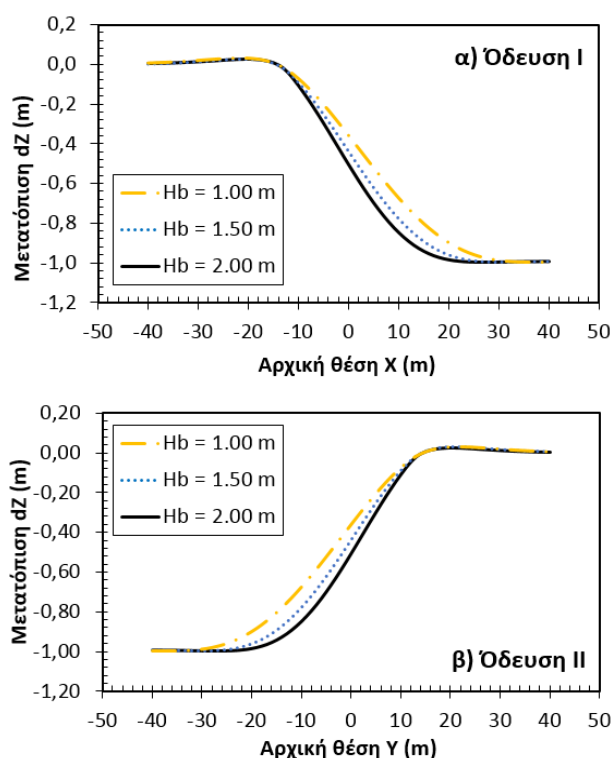 0,2
0,0
-0,2
-0,4
-0,6
-0,8
-1,0
-1,2
Μετατόπιση dZ (m)
α) Όδευση I
Hb = 1.00 m
Hb = 1.50 m
Hb = 2.00 m
-50 -40 -30 -20 -10 0 10 20 30 40 50
Αρχική θέση X (m)
0,20
0,00
-0,20
-0,40
-0,60
-0,80
-1,00
-1,20
Μετατόπιση dZ (m)
Hb = 1.00 m
Hb = 1.50 m
Hb = 2.00 m
β) Όδευση II
-50 -40 -30 -20 -10 0 10 20 30 40 50
Αρχική θέση Y (m)